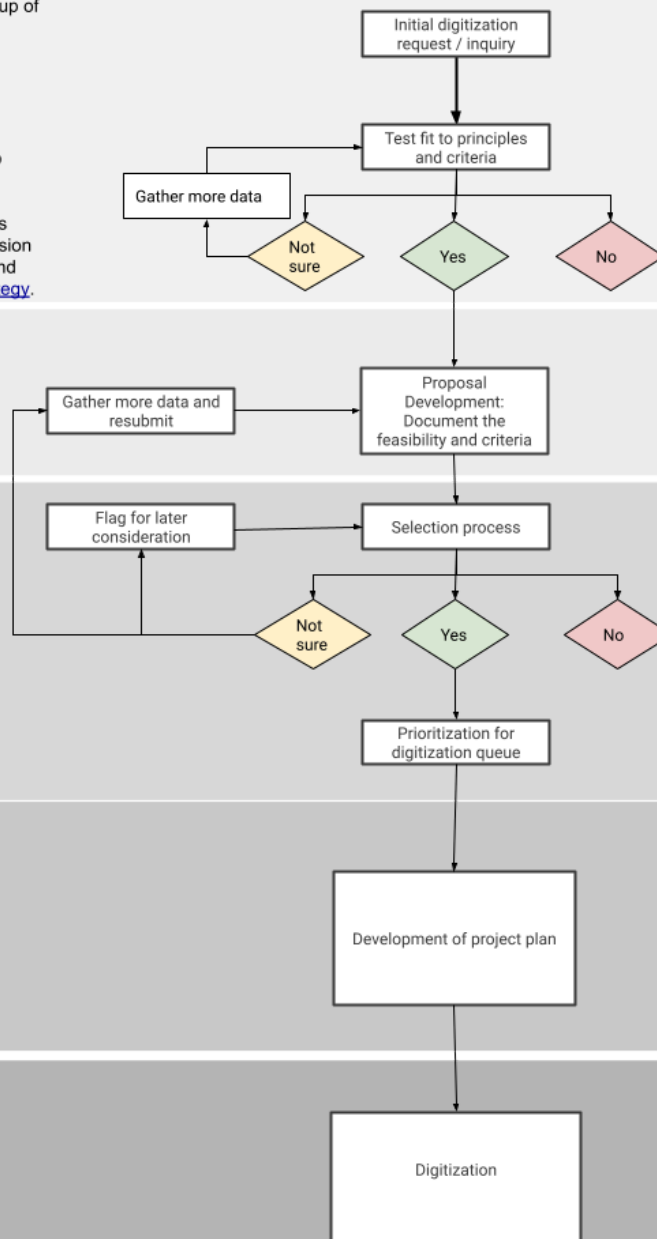 up of
Initial digitization
request / inquiry
Test fit to principles
and criteria
Gather more data
Not
sure
Yes
No
sion
nd
egy.
Proposal
Development:
Document the
feasibility and criteria
Gather more data and
resubmit
Flag for later
consideration
Selection process
Not
sure
Yes
No
Prioritization for
digitization queue
Development of project plan
Digitization